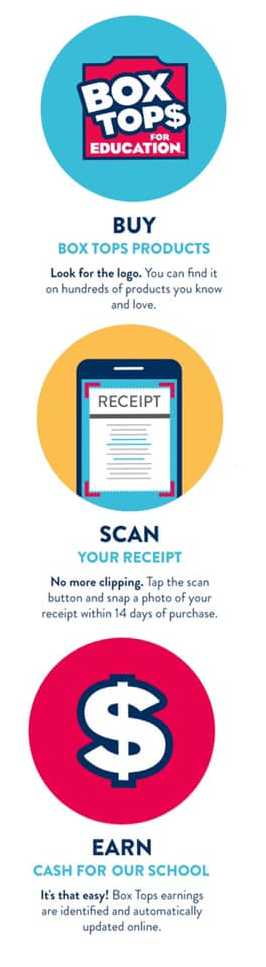 BOX
TOP$
FOR
EDUCATION
BUY
BOX TOPS PRODUCTS
Look for the logo. You can find it
on hundreds of products you know
and love.
RECEIPT
SCAN
YOUR RECEIPT
No more clipping. Tap the scan
button and snap a photo of your
receipt within 14 days of purchase.
$
EARN
CASH FOR OUR SCHOOL
It's that easy! Box Tops earnings
are identified and automatically
updated online.